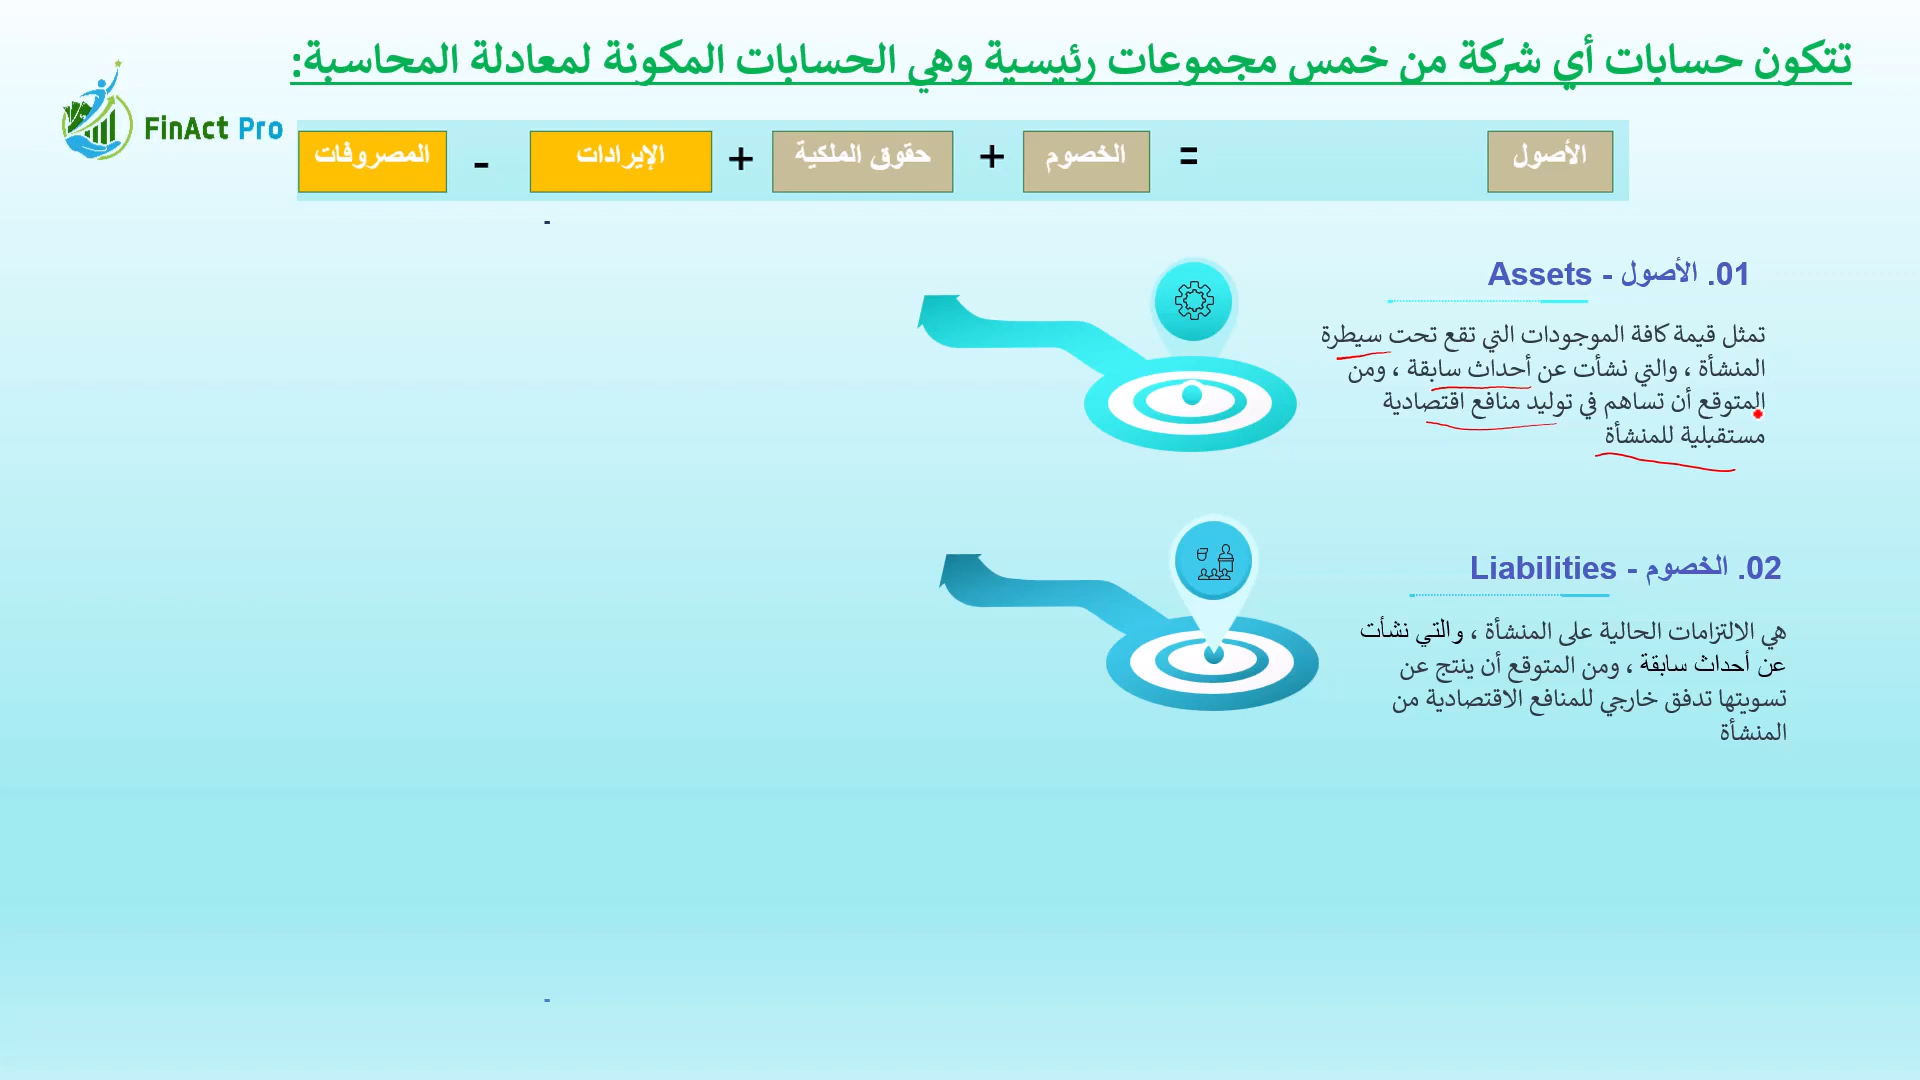 تتكون حسابات أي شركة من خمس مجموعات رئيسية وهي الحسابات المكونة لمعادلة المحاسبة:
FinAct Pro
الأصول = الخصوم + حقوق الملكية + الإيرادات - المصروفات
-
01. الأصول - Assets
تمثل قيمة كافة الموجودات التي تقع تحت سيطرة
المنشأة ، والتي نشأت عن أحداث سابقة ، ومن
المتوقع أن تساهم في توليد منافع اقتصادية
مستقبلية للمنشأة
02. الخصوم - Liabilities
هي الالتزامات الحالية على المنشأة ، والتي نشأت
عن أحداث سابقة ، ومن المتوقع أن ينتج عن
تسويتها تدفق خارجي للمنافع الاقتصادية من
المنشأة
-